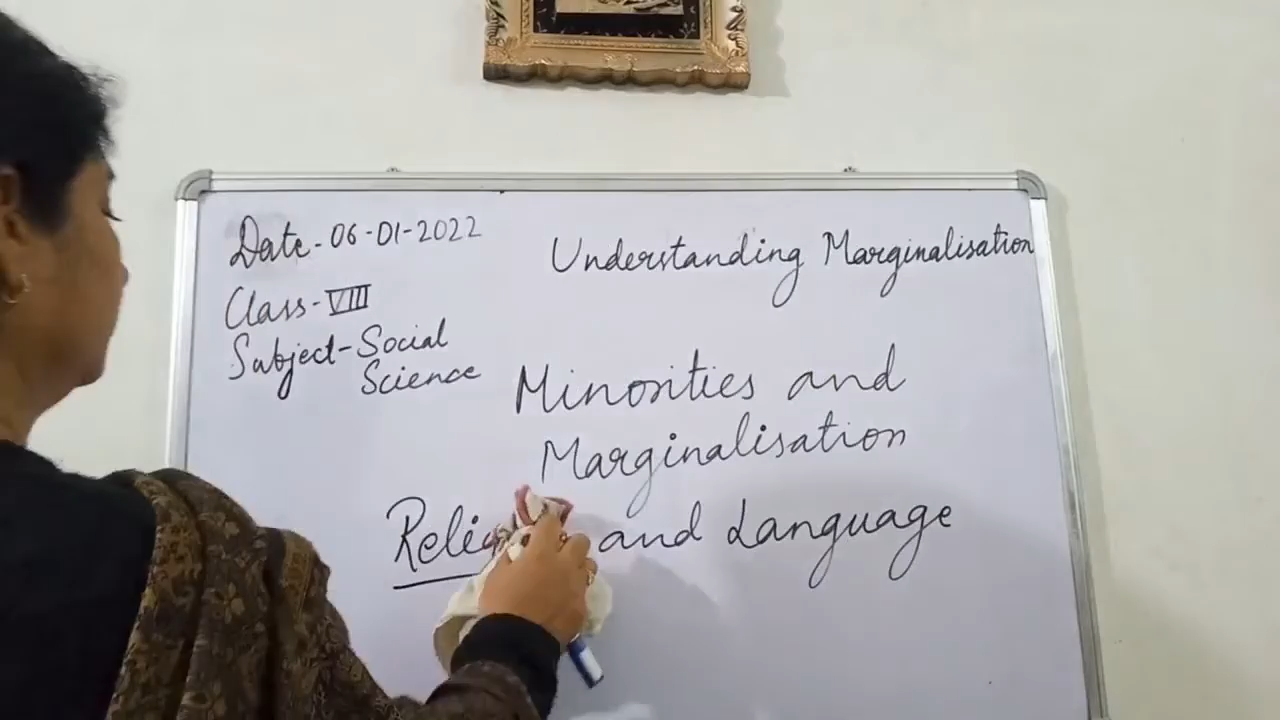 Date-06-01-2022
Understanding Marginalisation
Class-VIII
Subject-Social
Science
Minorities and
Marginalisation
and Language